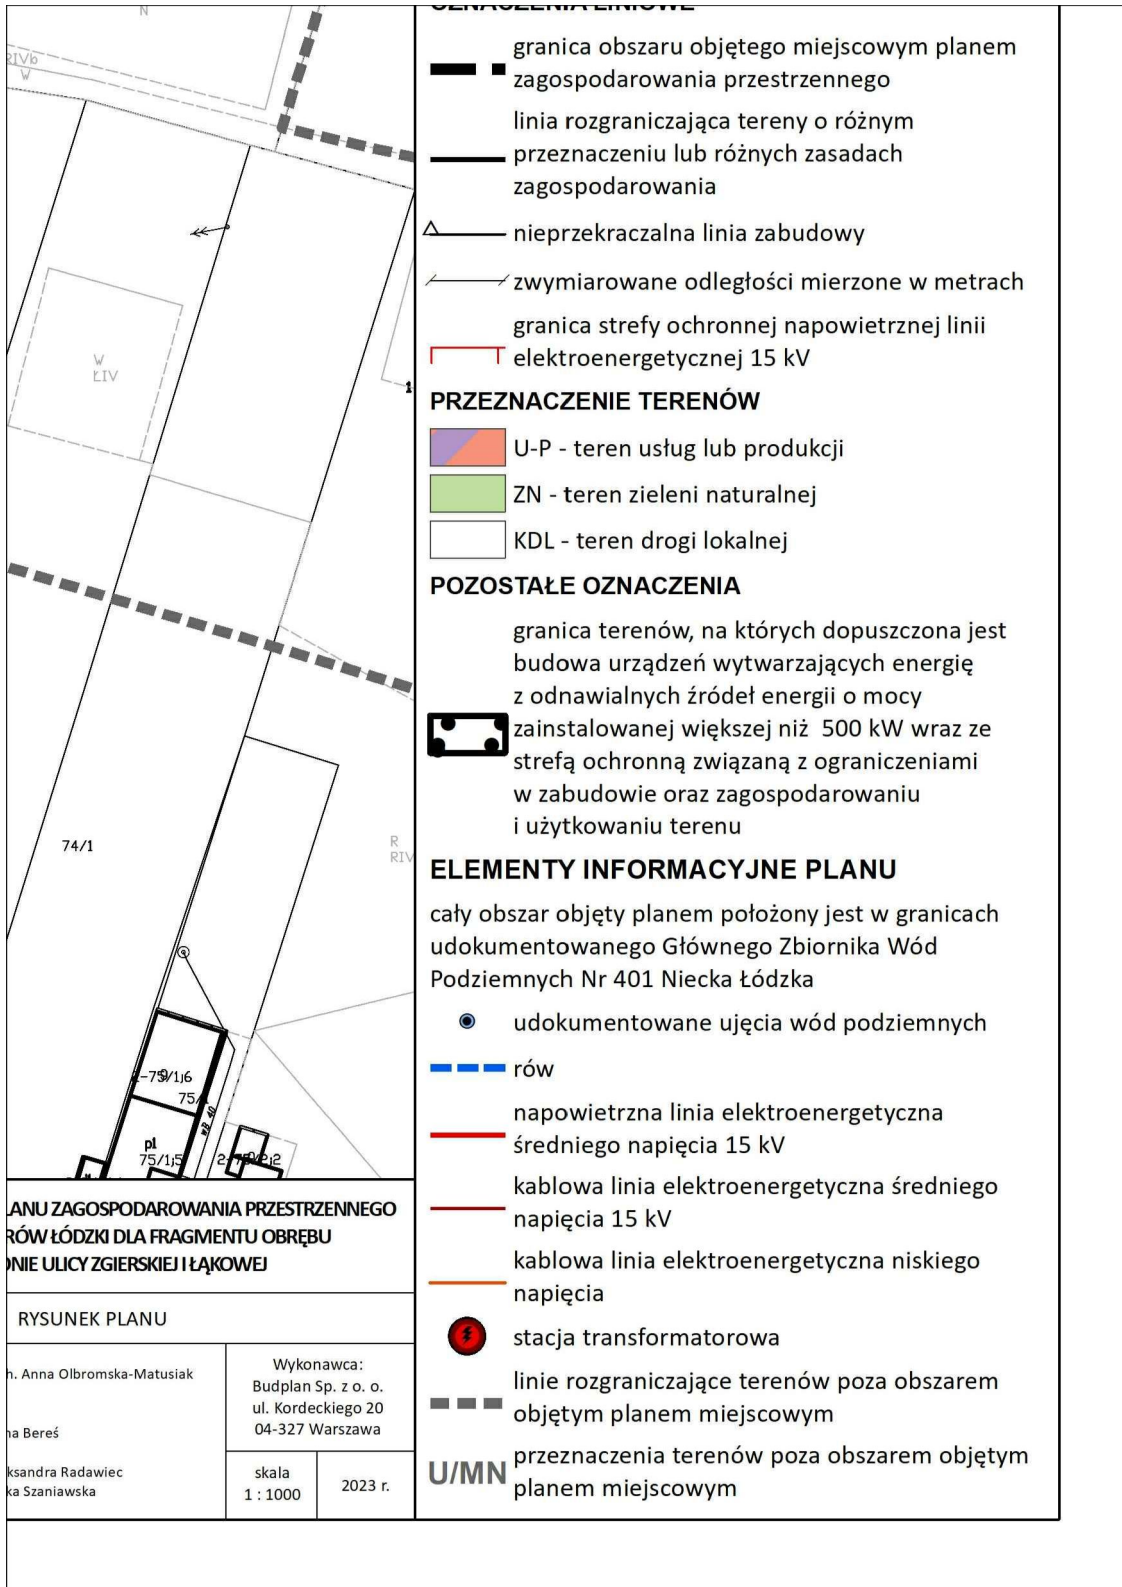 N
RIVb
W
W
ŁIV
1
74/1
R
RIV
75/
wB 40
pl
75/1;5
OZNACZENIA LINIOWE
granica obszaru objętego miejscowym planem
zagospodarowania przestrzennego
linia rozgraniczająca tereny o różnym
przeznaczeniu lub różnych zasadach
zagospodarowania
nieprzekraczalna linia zabudowy
zwymiarowane odległości mierzone w metrach
granica strefy ochronnej napowietrznej linii
elektroenergetycznej 15 kV
PRZEZNACZENIE TERENÓW
U-P - teren usług lub produkcji
ZN - teren zieleni naturalnej
KDL - teren drogi lokalnej
POZOSTAŁE OZNACZENIA
granica terenów, na których dopuszczona jest
budowa urządzeń wytwarzających energię
z odnawialnych źródeł energii o mocy
zainstalowanej większej niż 500 kW wraz ze
strefą ochronną związaną z ograniczeniami
w zabudowie oraz zagospodarowaniu
i użytkowaniu terenu
ELEMENTY INFORMACYJNE PLANU
cały obszar objęty planem położony jest w granicach
udokumentowanego Głównego Zbiornika Wód
Podziemnych Nr 401 Niecka Łódzka
udokumentowane ujęcia wód podziemnych
rów
napowietrzna linia elektroenergetyczna
średniego napięcia 15 kV
kablowa linia elektroenergetyczna średniego
napięcia 15 kV
kablowa linia elektroenergetyczna niskiego
napięcia
stacja transformatorowa
linie rozgraniczające terenów poza obszarem
objętym planem miejscowym
U/MN przeznaczenia terenów poza obszarem objętym
planem miejscowym
LANU ZAGOSPODAROWANIA PRZESTRZENNEGO
RÓW ŁÓDZKI DLA FRAGMENTU OBRĘBU
ONIE ULICY ZGIERSKIEJ I ŁĄKOWEJ
RYSUNEK PLANU
h. Anna Olbromska-Matusiak
na Bereś
ksandra Radawiec
ka Szaniawska
Wykonawca:
Budplan Sp. z o. o.
ul. Kordeckiego 20
04-327 Warszawa
skala
1 : 1000
2023 r.